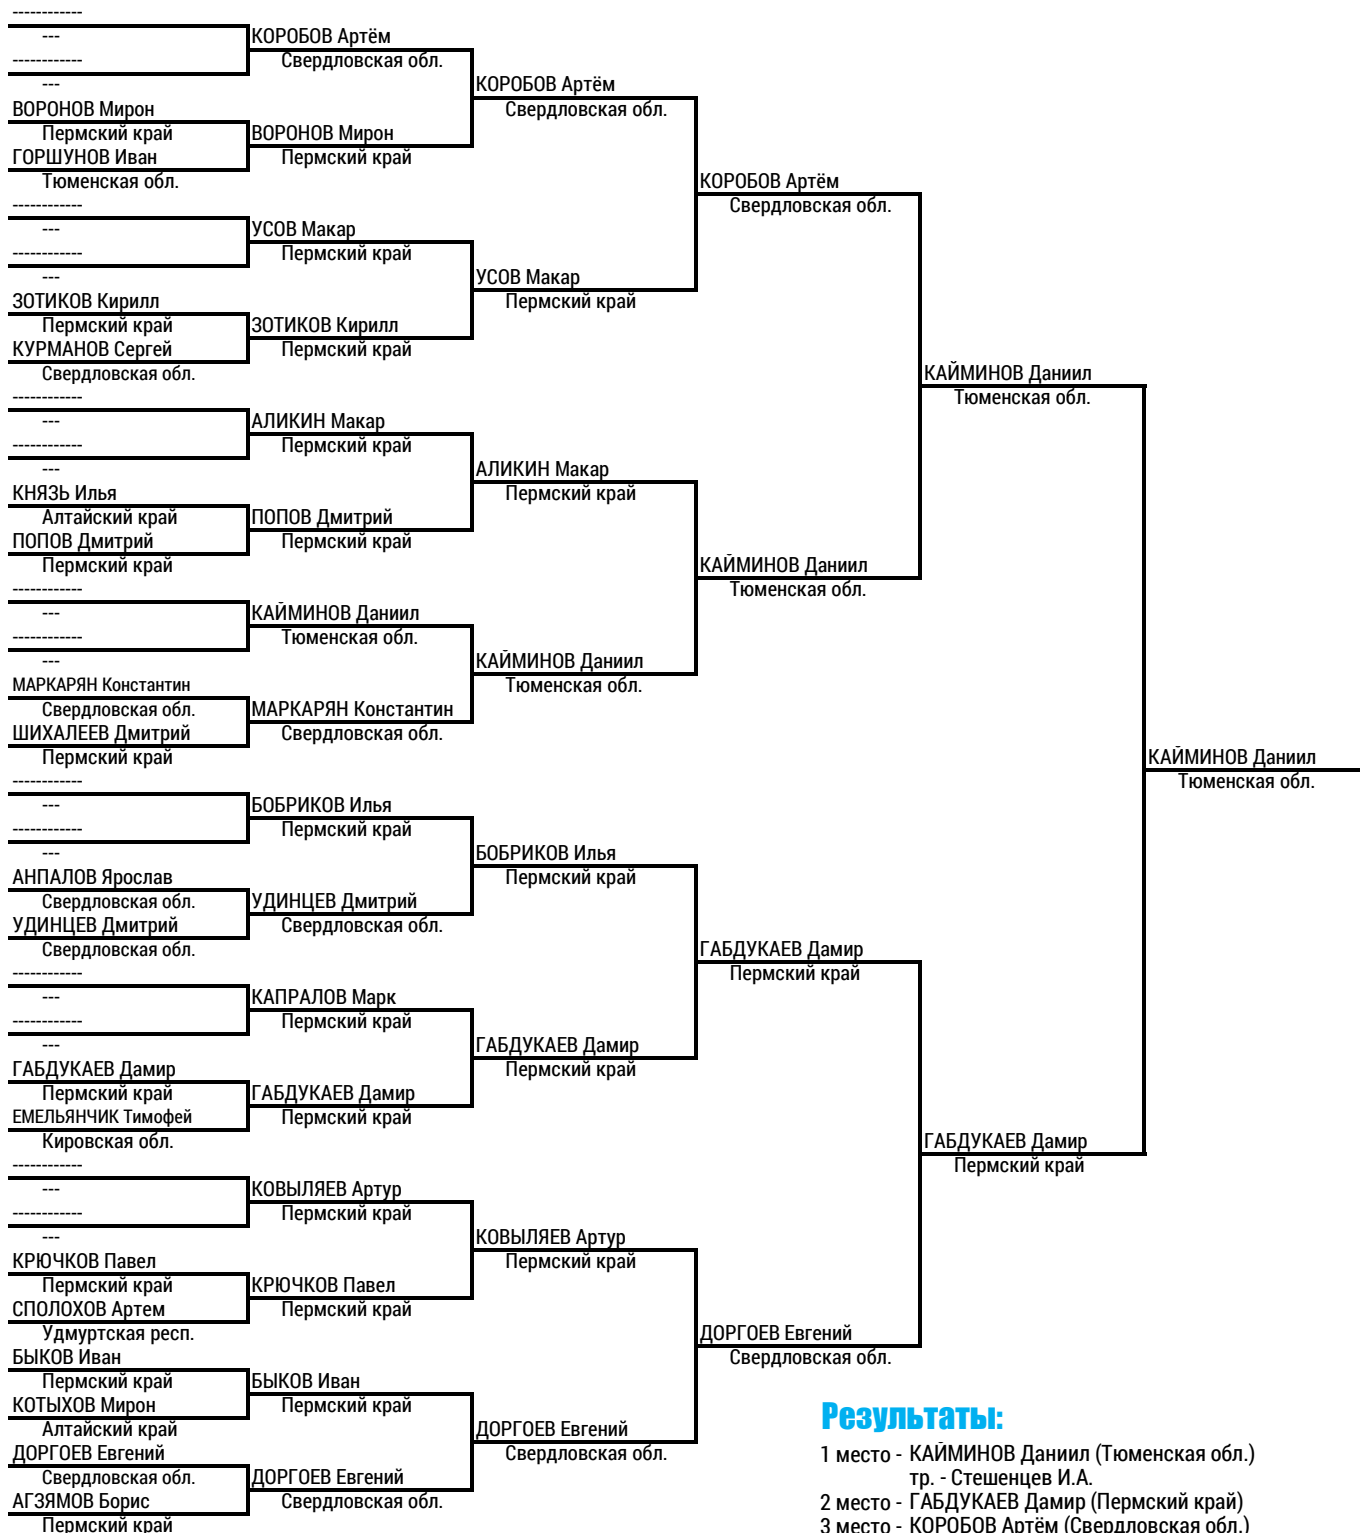 ------------
---
------------
---
ВОРОНОВ Мирон
Пермский край
ГОРШУНОВ Иван
Тюменская обл.
------------
---
------------
---
ЗОТИКОВ Кирилл
Пермский край
КУРМАНОВ Сергей
Свердловская обл.
------------
---
------------
---
КНЯЗЬ Илья
Алтайский край
ПОПОВ Дмитрий
Пермский край
------------
---
------------
---
МАРКАРЯН Константин
Свердловская обл.
ШИХАЛЕЕВ Дмитрий
Пермский край
------------
---
------------
---
АНПАЛОВ Ярослав
Свердловская обл.
УДИНЦЕВ Дмитрий
Свердловская обл.
------------
---
------------
---
ГАБДУКАЕВ Дамир
Пермский край
ЕМЕЛЬЯНЧИК Тимофей
Кировская обл.
------------
---
------------
---
КРЮЧКОВ Павел
Пермский край
СПОЛОХОВ Артем
Удмуртская респ.
БЫКОВ Иван
Пермский край
КОТЫХОВ Мирон
Алтайский край
ДОРГОЕВ Евгений
Свердловская обл.
АГЗЯМОВ Борис
Пермский край
КОРОБОВ Артём
Свердловская обл.
ВОРОНОВ Мирон
Пермский край
УСОВ Макар
Пермский край
ЗОТИКОВ Кирилл
Пермский край
АЛИКИН Макар
Пермский край
ПОПОВ Дмитрий
Пермский край
КАЙМИНОВ Даниил
Тюменская обл.
МАРКАРЯН Константин
Свердловская обл.
БОБРИКОВ Илья
Пермский край
УДИНЦЕВ Дмитрий
Свердловская обл.
КАПРАЛОВ Марк
Пермский край
ГАБДУКАЕВ Дамир
Пермский край
КОВЫЛЯЕВ Артур
Пермский край
КРЮЧКОВ Павел
Пермский край
БЫКОВ Иван
Пермский край
ДОРГОЕВ Евгений
Свердловская обл.
КОРОБОВ Артём
Свердловская обл.
УСОВ Макар
Пермский край
АЛИКИН Макар
Пермский край
КАЙМИНОВ Даниил
Тюменская обл.
БОБРИКОВ Илья
Пермский край
ГАБДУКАЕВ Дамир
Пермский край
КОВЫЛЯЕВ Артур
Пермский край
ДОРГОЕВ Евгений
Свердловская обл.
КОРОБОВ Артём
Свердловская обл.
КАЙМИНОВ Даниил
Тюменская обл.
ГАБДУКАЕВ Дамир
Пермский край
ДОРГОЕВ Евгений
Свердловская обл.
КАЙМИНОВ Даниил
Тюменская обл.
ГАБДУКАЕВ Дамир
Пермский край
КАЙМИНОВ Даниил
Тюменская обл.
Результаты:
1 место - КАЙМИНОВ Даниил (Тюменская обл.)
тр. - Стешенцев И.А.
2 место - ГАБДУКАЕВ Дамир (Пермский край)
3 место - КОРОБОВ Артём (Свердловская обл.)